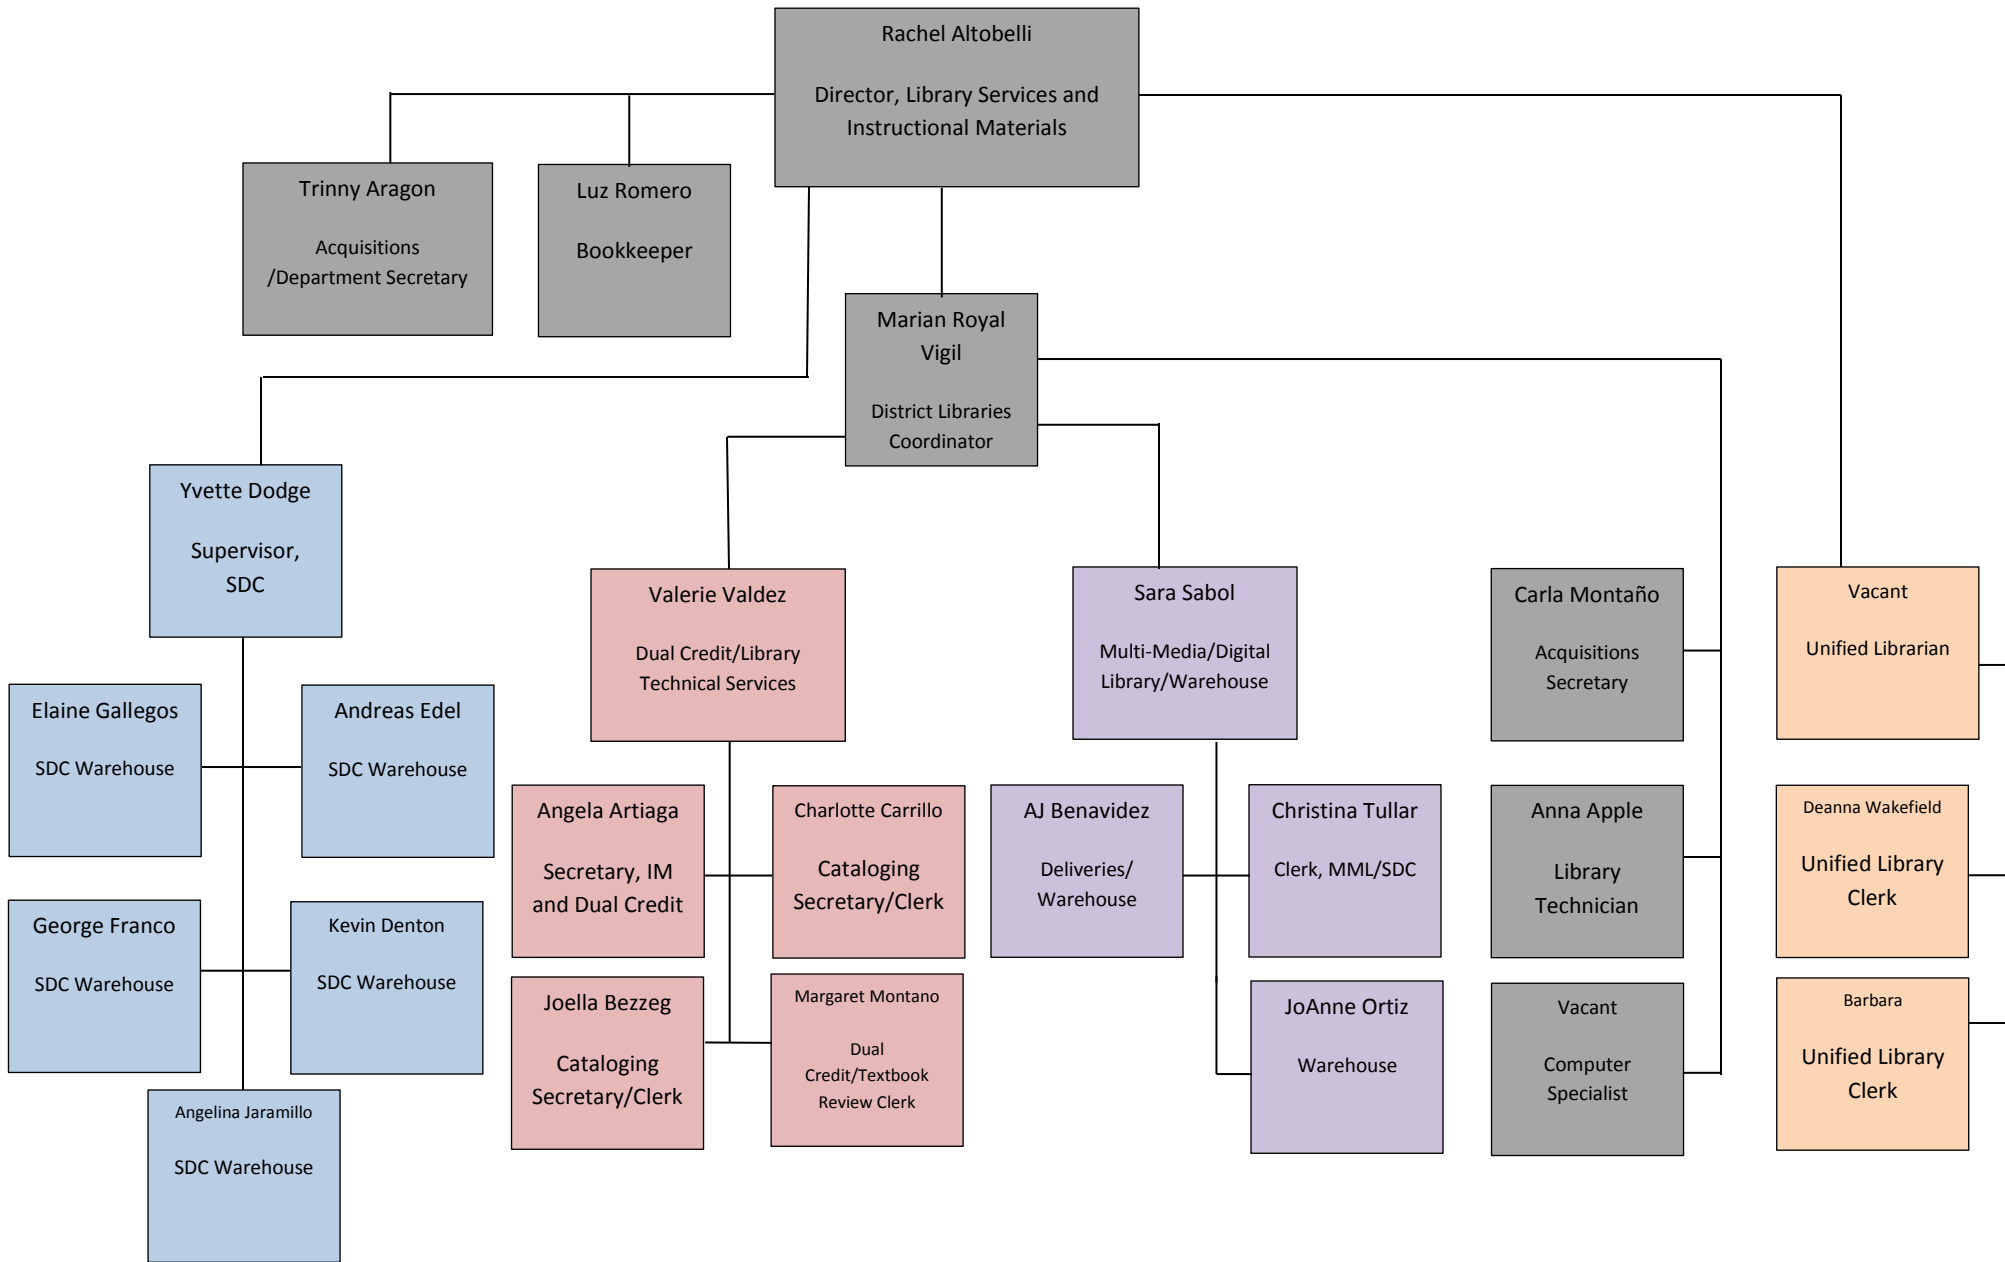 Rachel Altobelli
Director, Library Services and
Instructional Materials
Trinny Aragon
Acquisitions
/Department Secretary
Luz Romero
Bookkeeper
Marian Royal
Vigil
District Libraries
Coordinator
Yvette Dodge
Supervisor,
SDC
Valerie Valdez
Dual Credit/Library
Technical Services
Sara Sabol
Multi-Media/Digital
Library/Warehouse
Carla Montaño
Acquisitions
Secretary
Vacant
Unified Librarian
Elaine Gallegos
SDC Warehouse
Andreas Edel
SDC Warehouse
Angela Artiaga
Secretary, IM
and Dual Credit
Charlotte Carrillo
Cataloging
Secretary/Clerk
AJ Benavidez
Deliveries/
Warehouse
Christina Tullar
Clerk, MML/SDC
Anna Apple
Library
Technician
Deanna Wakefield
Unified Library
Clerk
George Franco
SDC Warehouse
Kevin Denton
SDC Warehouse
Joella Bezzeg
Cataloging
Secretary/Clerk
Margaret Montano
Dual
Credit/Textbook
Review Clerk
JoAnne Ortiz
Warehouse
Vacant
Computer
Specialist
Barbara
Unified Library
Clerk
Angelina Jaramillo
SDC Warehouse